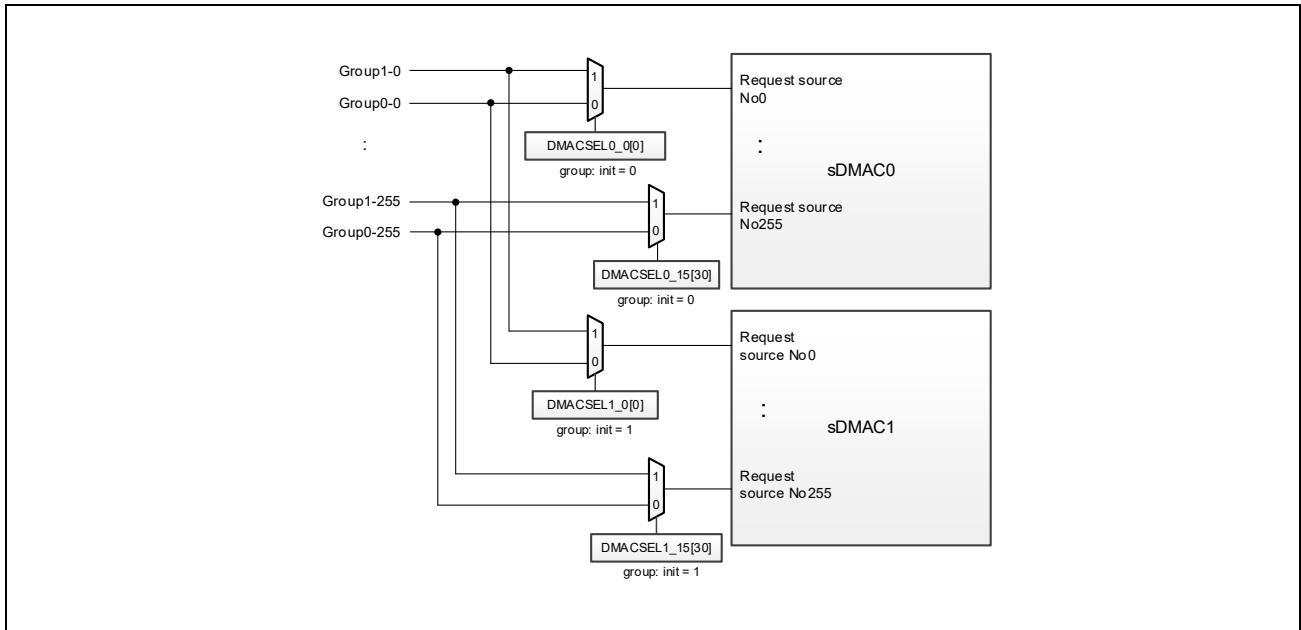 Group1-0
Group0-0
:
Group1-255
Group0-255
1
0
DMACSEL0_0[0]
group: init = 0
1
0
DMACSEL0_15[30]
group: init = 0
Request source
No0
:
sDMAC0
Request source
No255
1
0
DMACSEL1_0[0]
group: init = 1
1
0
DMACSEL1_15[30]
group: init = 1
Request
source No0
:
sDMAC1
Request
source No255